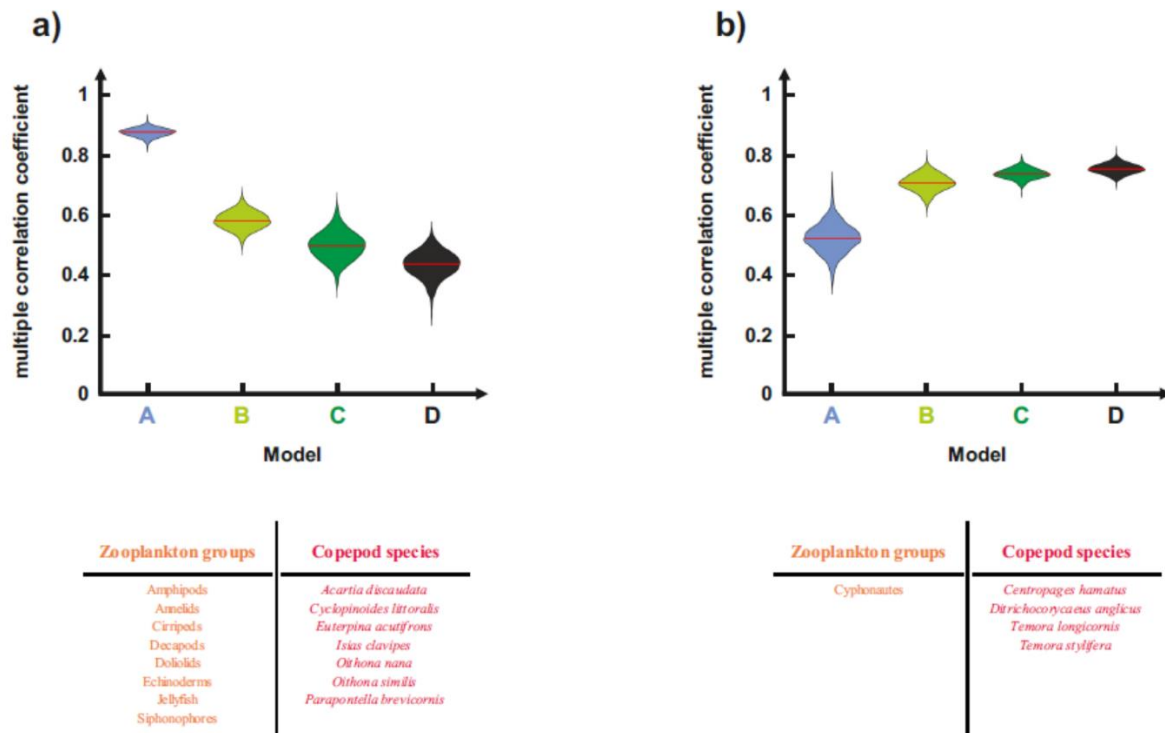 a)
multiple correlation coefficient
1
0.8
0.6
0.4
0.2
0
A B C D
Model
Zooplankton groups Copepod species
Amphipods Acartia discaudata
Annelids Cyclopinoides littoralis
Cirripeds Euterpina acutifrons
Decapods Isias clavipes
Doliolids Oithona nana
Echinoderms Oithona similis
Jellyfish Parapontella brevicornis
Siphonophores
b)
multiple correlation coefficient
1
0.8
0.6
0.4
0.2
0
A B C D
Model
Zooplankton groups Copepod species
Cyphonautes Centropages hamatus
Ditrichocorycaeus anglicus
Temora longicornis
Temora stylifera